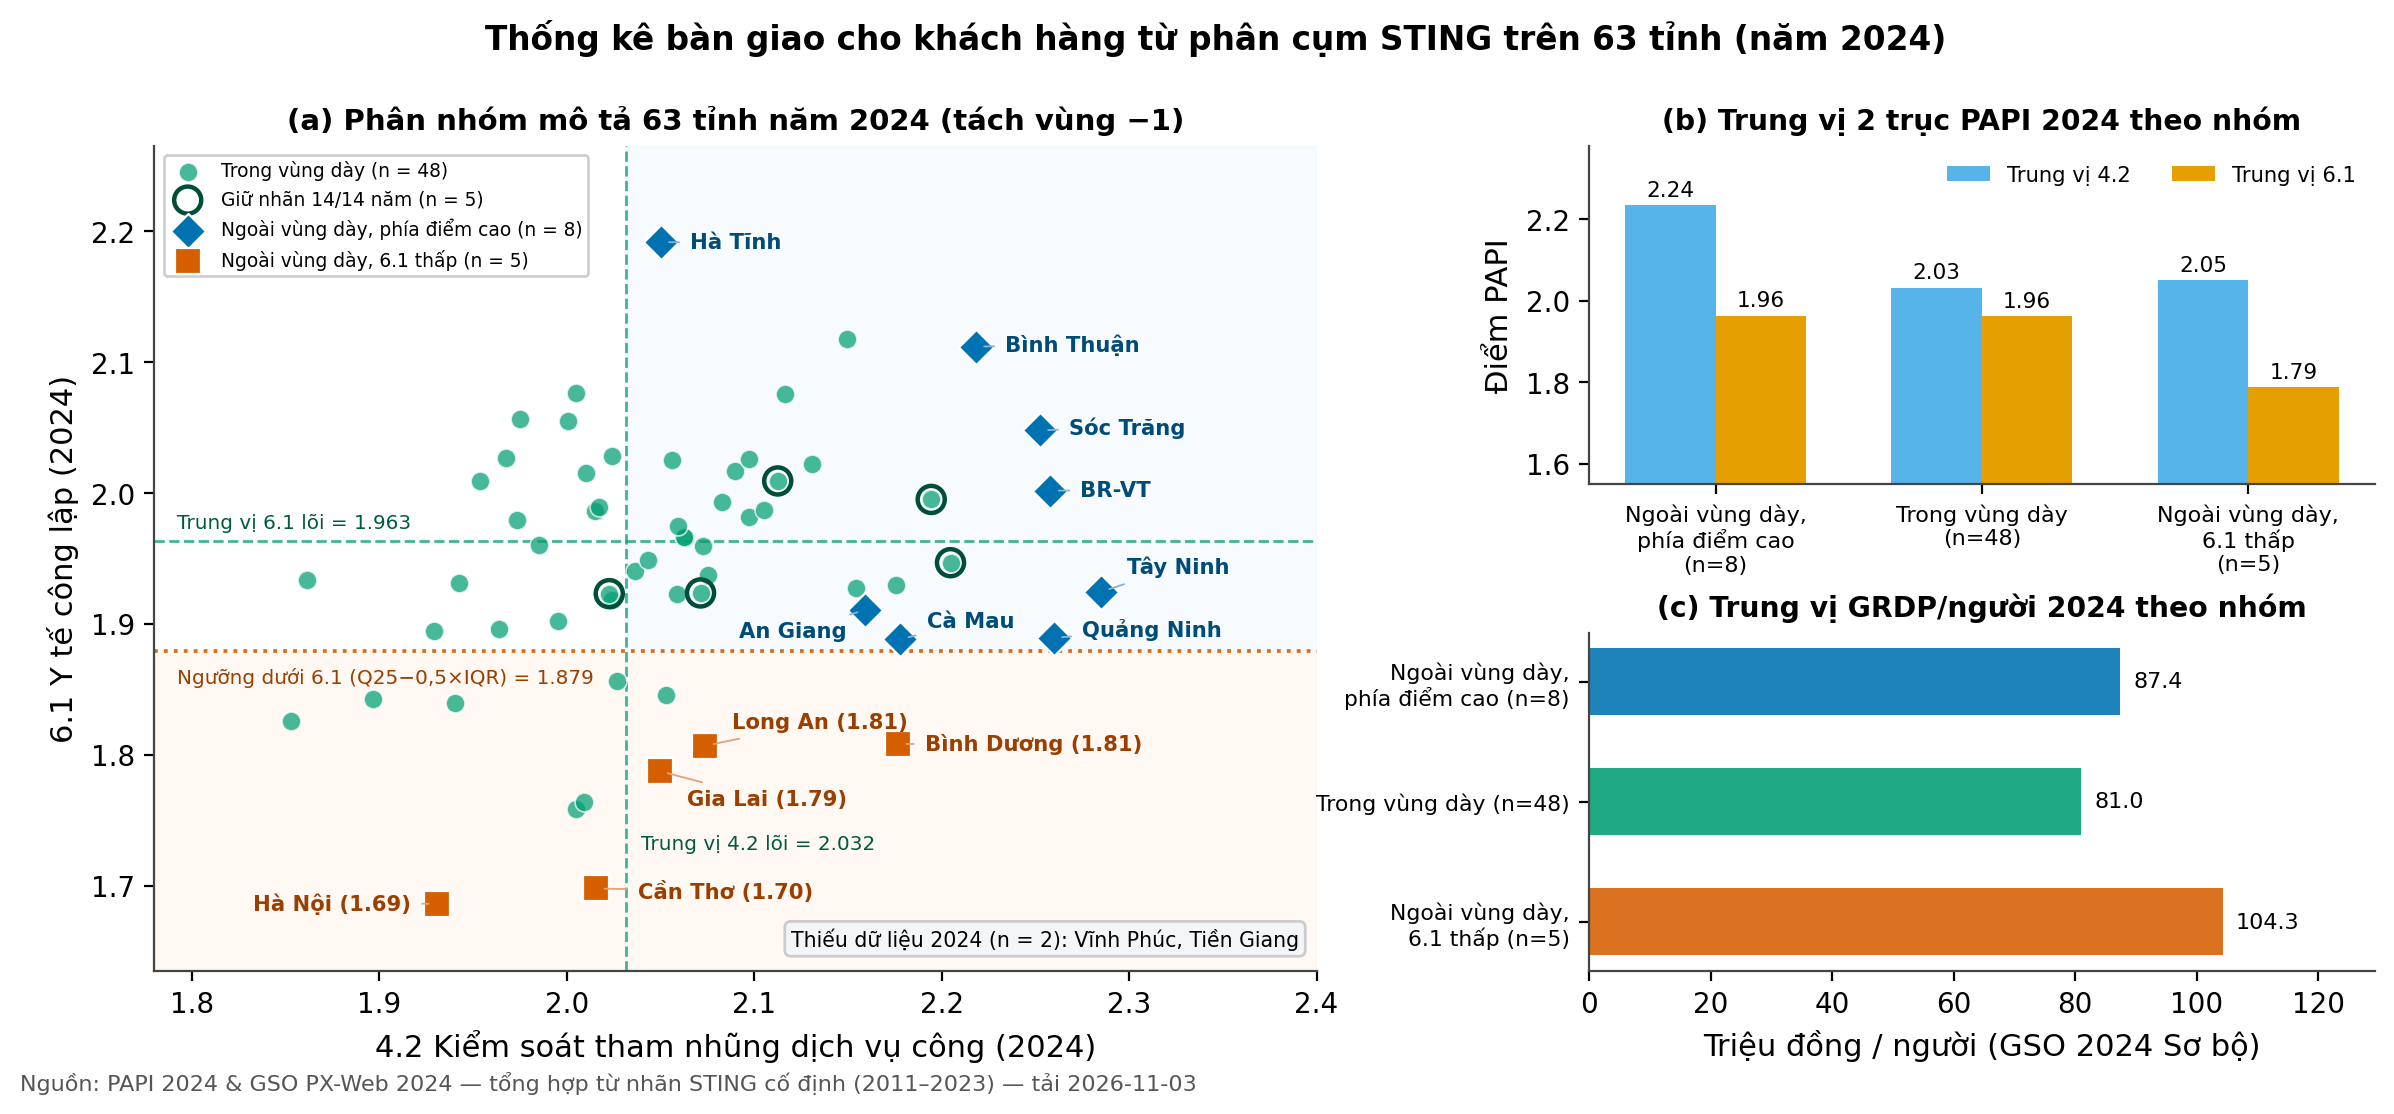 Thống kê bàn giao cho khách hàng từ phân cụm STING trên 63 tỉnh (năm 2024)
(a) Phân nhóm mô tả 63 tỉnh năm 2024 (tách vùng −1)
Trong vùng dày (n = 48)
Giữ nhãn 14/14 năm (n = 5)
Ngoài vùng dày, phía điểm cao (n = 8)
Ngoài vùng dày, 6.1 thấp (n = 5)
Hà Tĩnh
Bình Thuận
Sóc Trăng
BR-VT
Tây Ninh
An Giang
Cà Mau
Quảng Ninh
Trung vị 6.1 lõi = 1.963
Ngưỡng dưới 6.1 (Q25−0,5×IQR) = 1.879
Long An (1.81)
Bình Dương (1.81)
Gia Lai (1.79)
Trung vị 4.2 lõi = 2.032
Cần Thơ (1.70)
Hà Nội (1.69)
Thiếu dữ liệu 2024 (n = 2): Vĩnh Phúc, Tiền Giang
6.1 Y tế công lập (2024)
2.2
2.1
2.0
1.9
1.8
1.7
1.8
1.9
2.0
2.1
2.2
2.3
2.4
4.2 Kiểm soát tham nhũng dịch vụ công (2024)
(b) Trung vị 2 trục PAPI 2024 theo nhóm
Trung vị 4.2
Trung vị 6.1
Điểm PAPI
2.2
2.0
1.8
1.6
2.24
1.96
2.03
1.96
2.05
1.79
Ngoài vùng dày,
phía điểm cao
(n=8)
Trong vùng dày
(n=48)
Ngoài vùng dày,
6.1 thấp
(n=5)
(c) Trung vị GRDP/người 2024 theo nhóm
Ngoài vùng dày,
phía điểm cao (n=8)
87.4
Trong vùng dày (n=48)
81.0
Ngoài vùng dày,
6.1 thấp (n=5)
104.3
0
20
40
60
80
100
120
Triệu đồng / người (GSO 2024 Sơ bộ)
Nguồn: PAPI 2024 & GSO PX-Web 2024 — tổng hợp từ nhãn STING cố định (2011–2023) — tải 2026-11-03